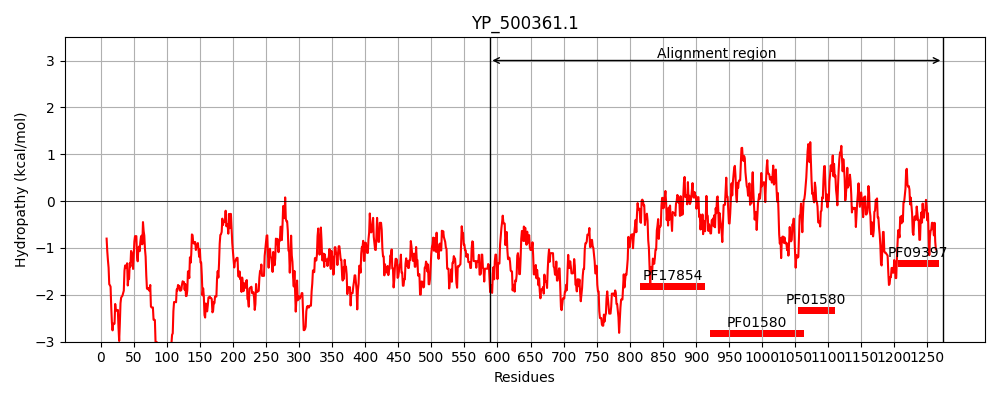 YP_500361.1
Hydropathy (kcal/mol)
3
2
1
0
−1
−2
−3
Alignment region
PF09397
PF17854
PF01580
PF01580
0 50 100 150 200 250 300 350 400 450 500 550 600 650 700 750 800 850 900 950 1000 1050 1100 1150 1200 1250
Residues